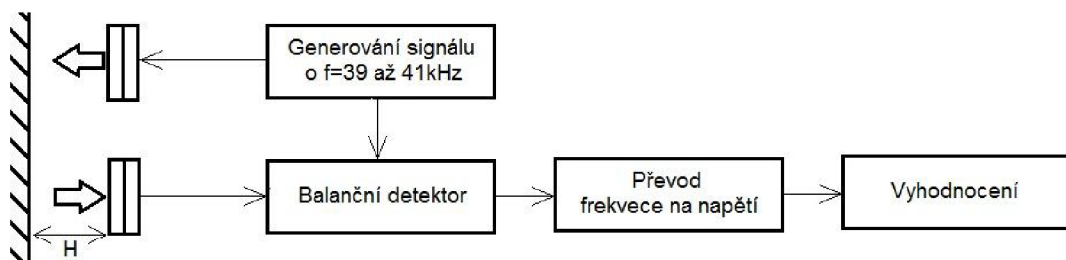 Generování signálu
o f=39 až 41kHz
Balanční detektor
Převod
frekvece na napětí
Vyhodnocení
H